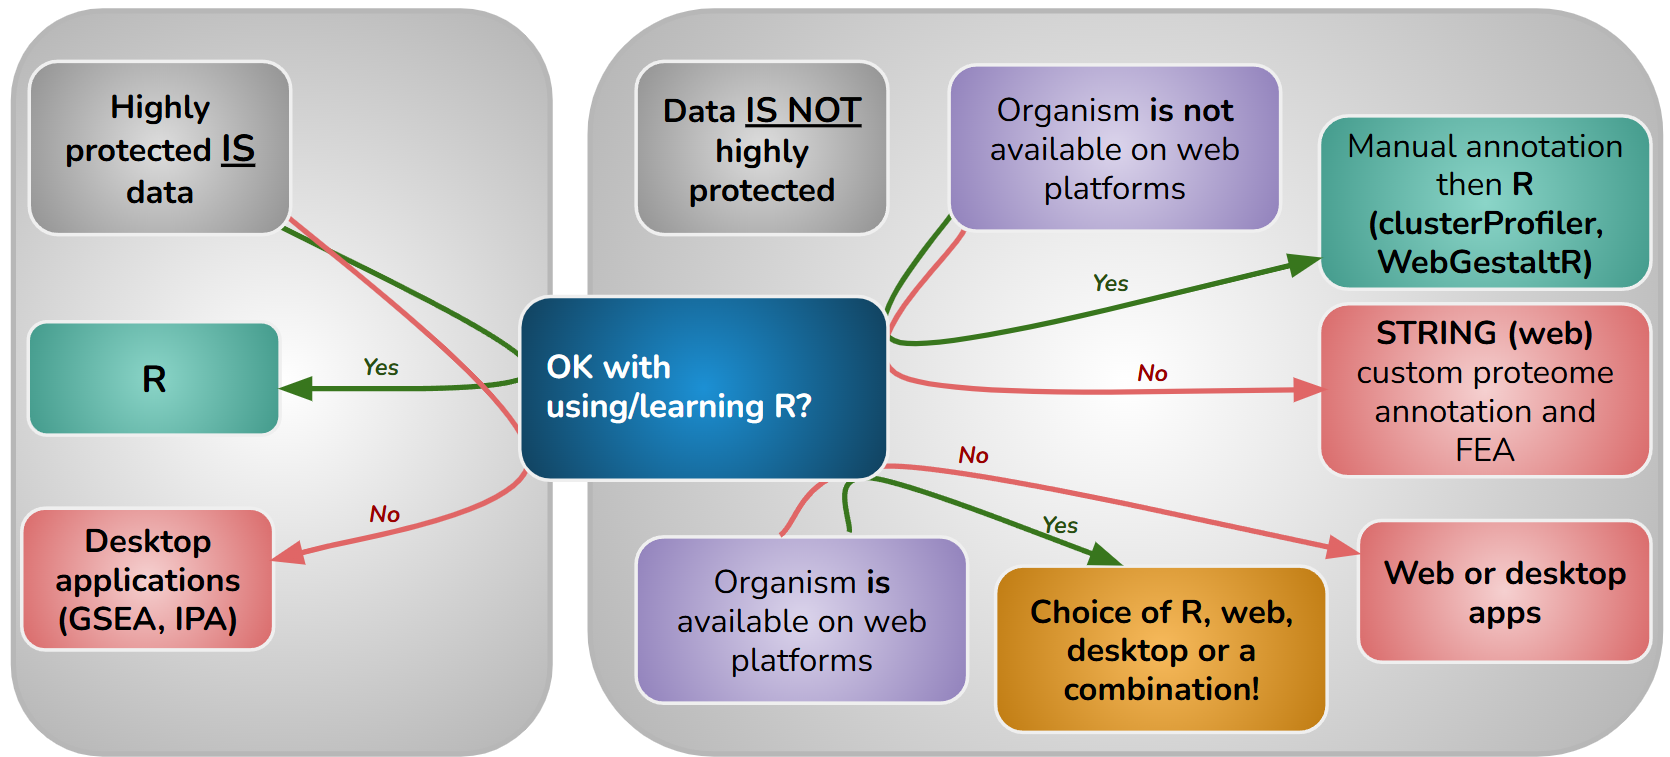 Highly
protected IS
data
R
Desktop
applications
(GSEA, IPA)
Yes
No
OK with
using/learning R?
Data IS NOT
highly
protected
Organism is not
available on web
platforms
Yes
No
Manual annotation
then R
(clusterProfiler,
WebGestaltR)
STRING (web)
custom proteome
annotation and
FEA
Organism is
available on web
platforms
No
Yes
Choice of R, web,
desktop or a
combination!
Web or desktop
apps